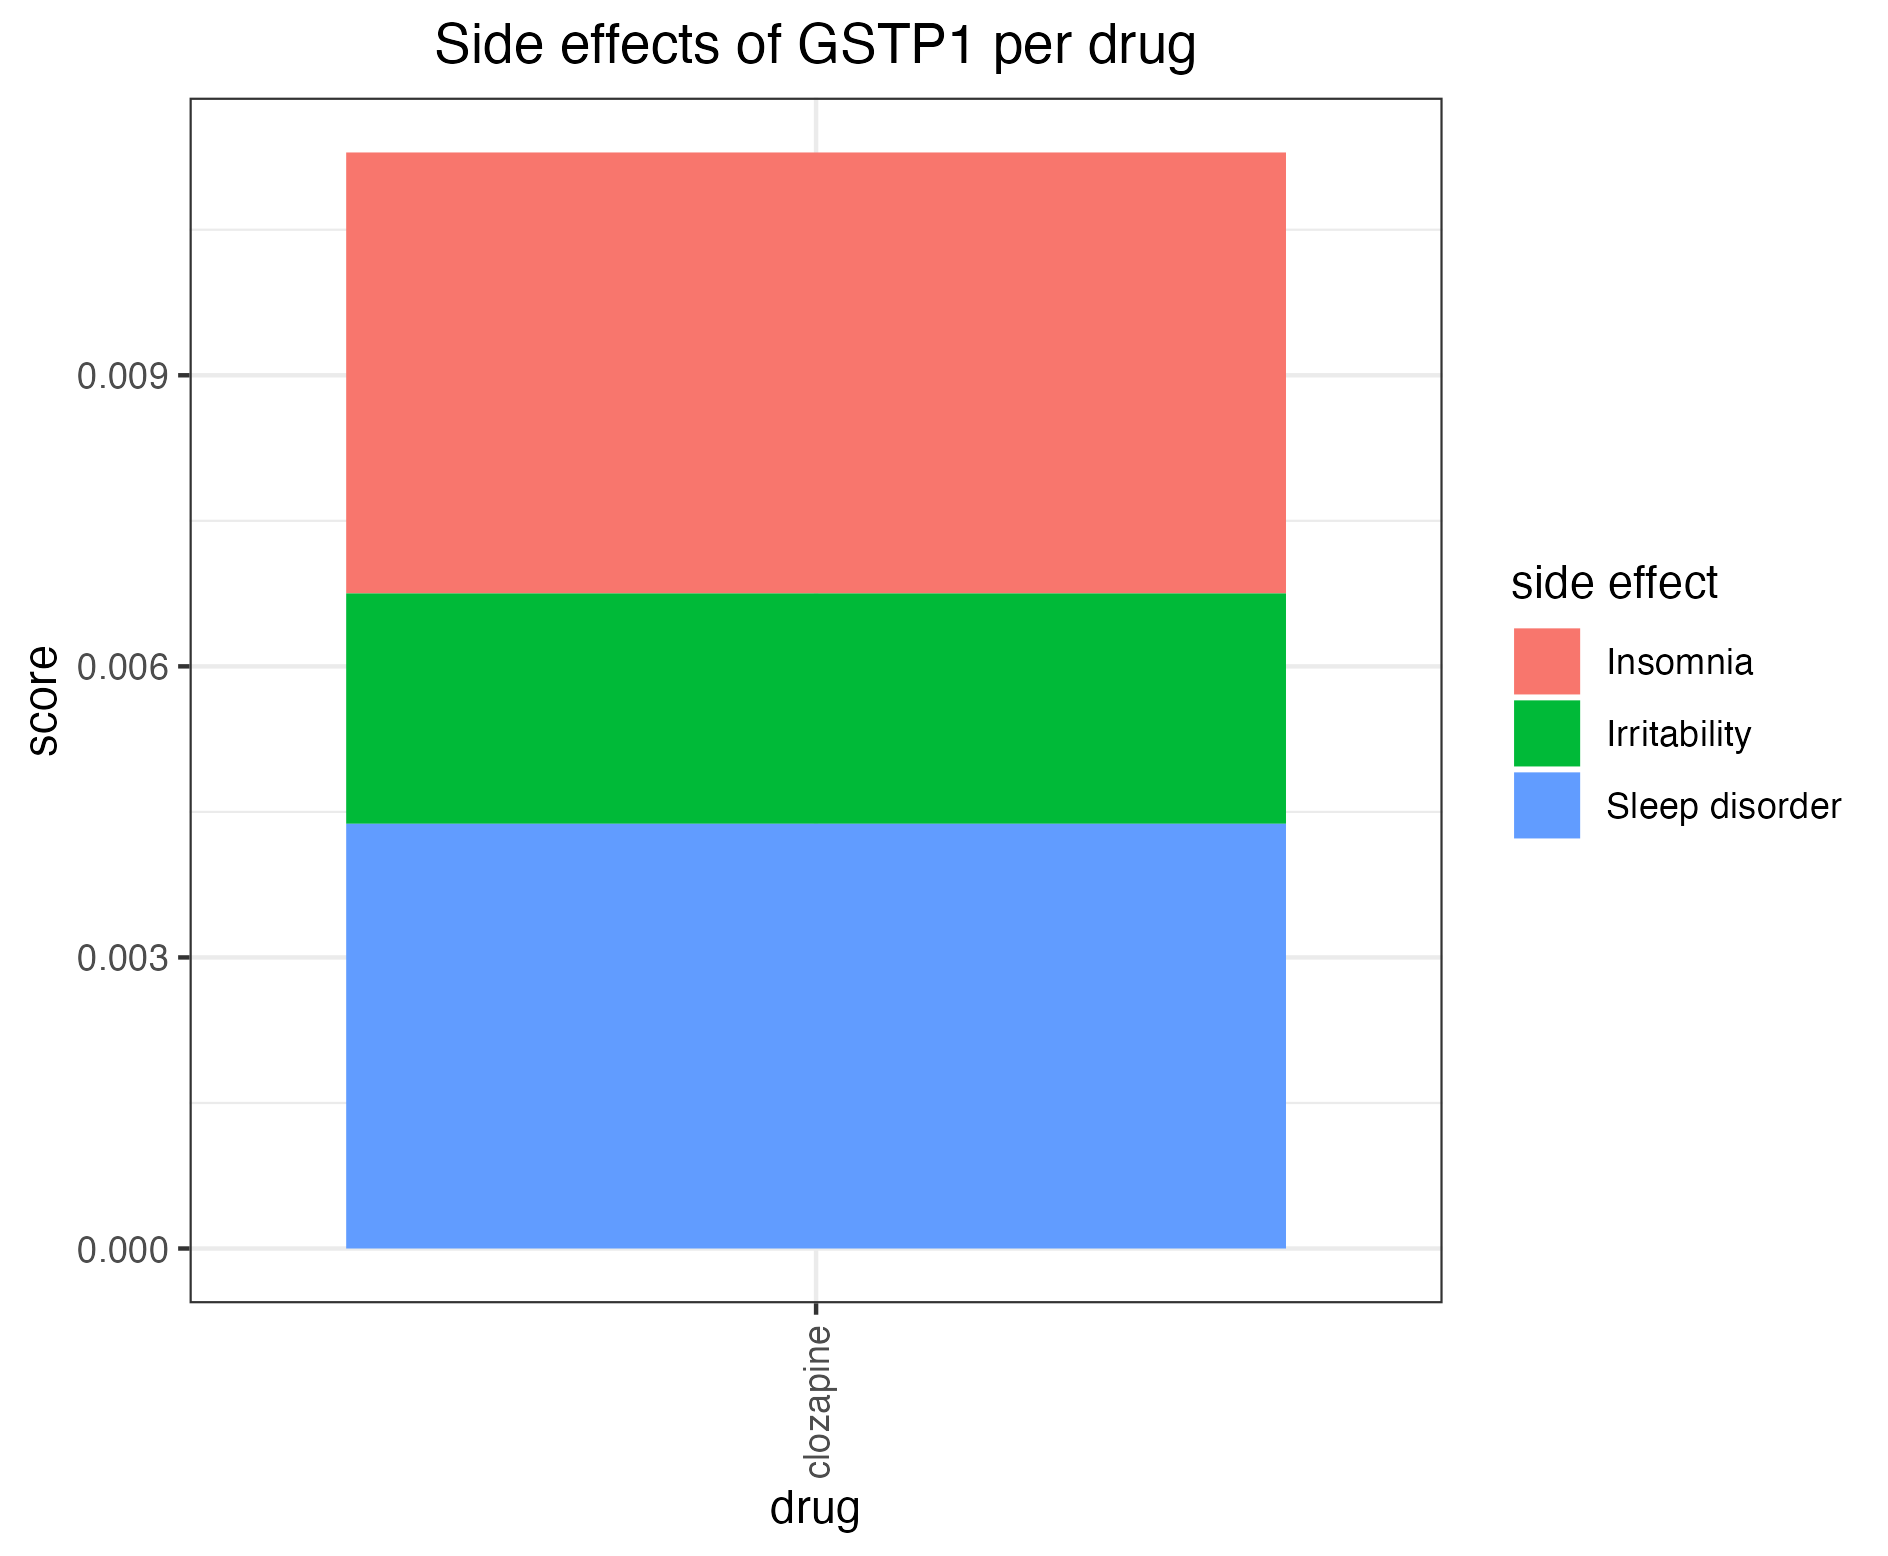 Side effects of GSTP1 per drug
score
0.009
0.006
0.003
0.000
clozapine
drug
side effect
Insomnia
Irritability
Sleep disorder